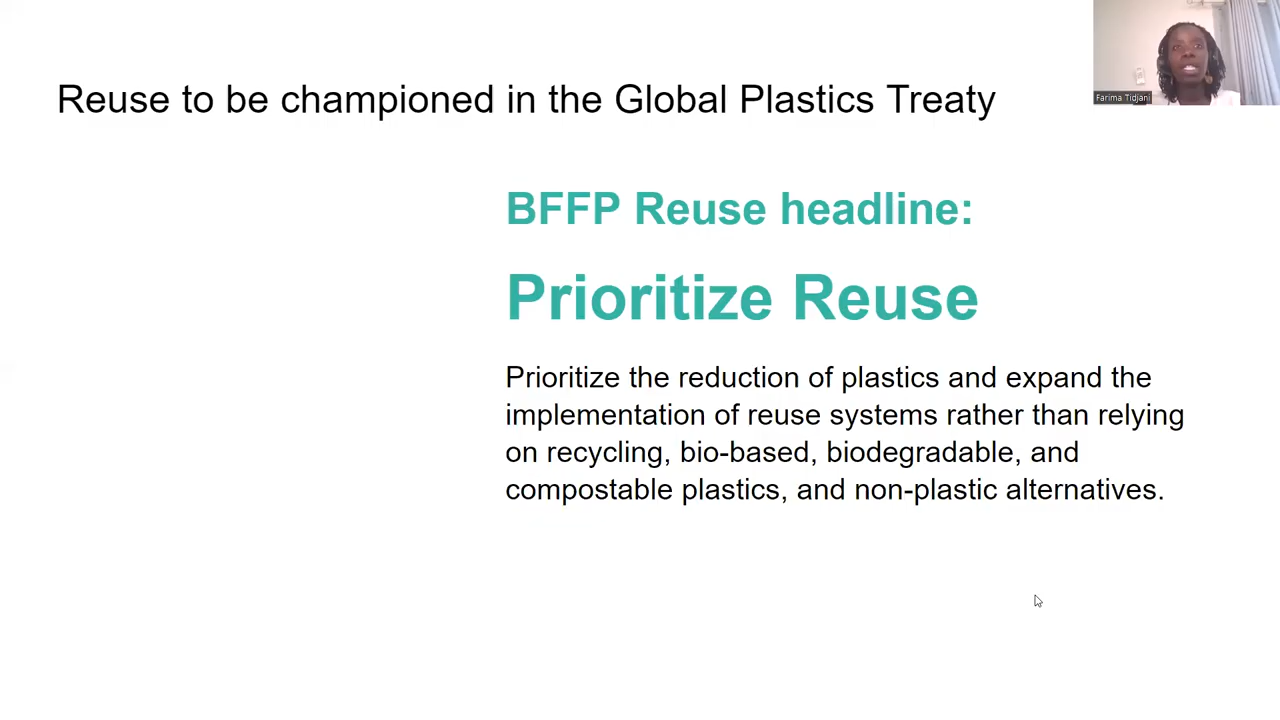 Reuse to be championed in the Global Plastics Treaty
Farima Tidjani
BFFP Reuse headline:
Prioritize Reuse
Prioritize the reduction of plastics and expand the
implementation of reuse systems rather than relying
on recycling, bio-based, biodegradable, and
compostable plastics, and non-plastic alternatives.